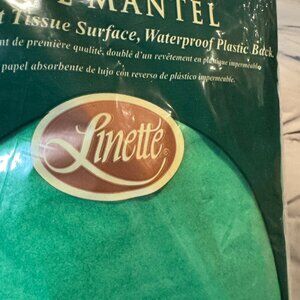 MANTEL
t Tissue Surface, Waterproof Plastic Back.
nt de première qualité, doublé d'un revêtement en plastique imperméable.
papel absorbente de lujo con reverso de plástico impermeable.
Linette®